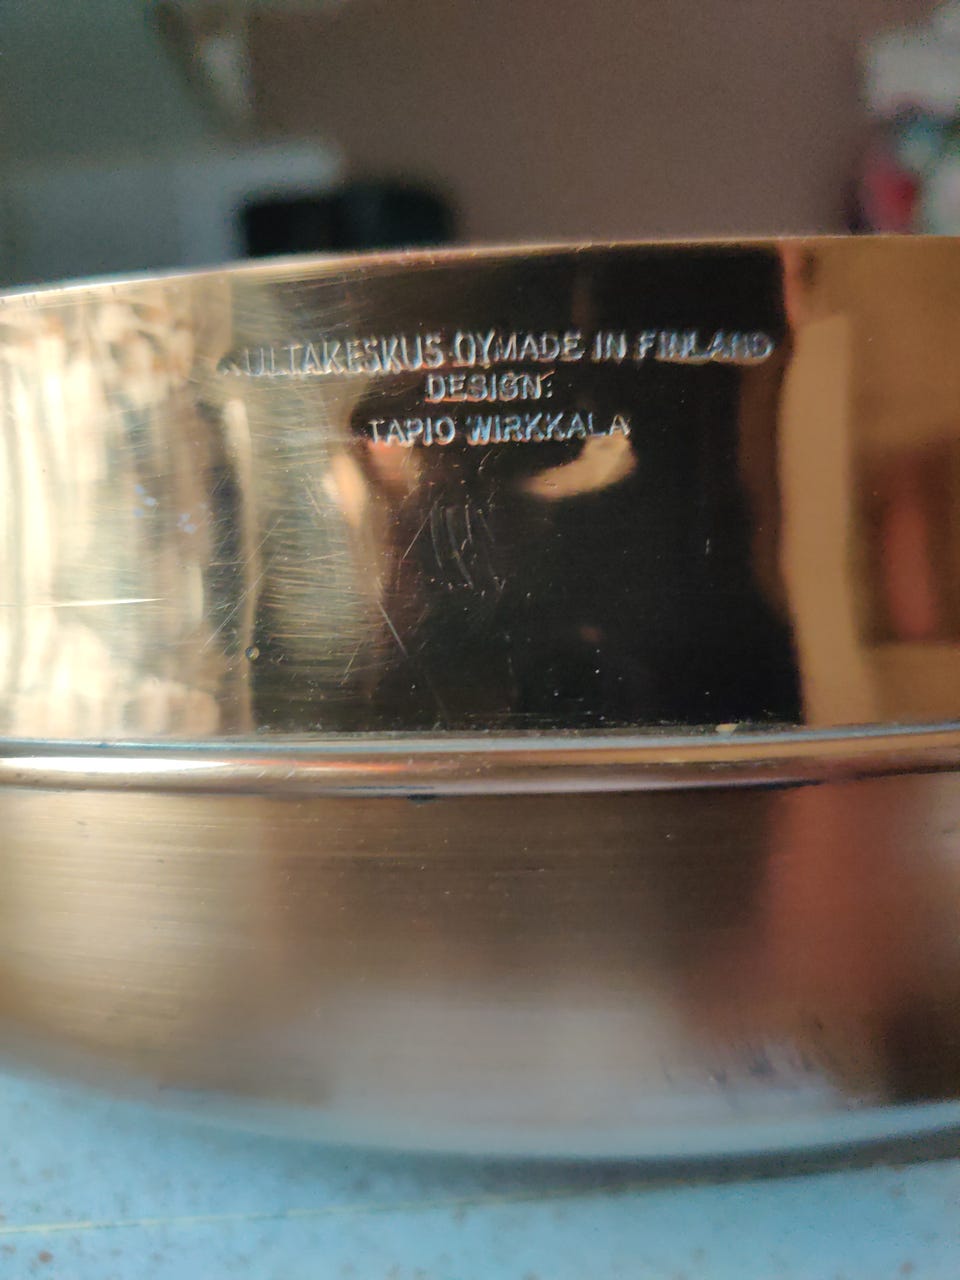 KULTAKESKUS OY MADE IN FINLAND
DESIGN:
TAPIO WIRKKALA